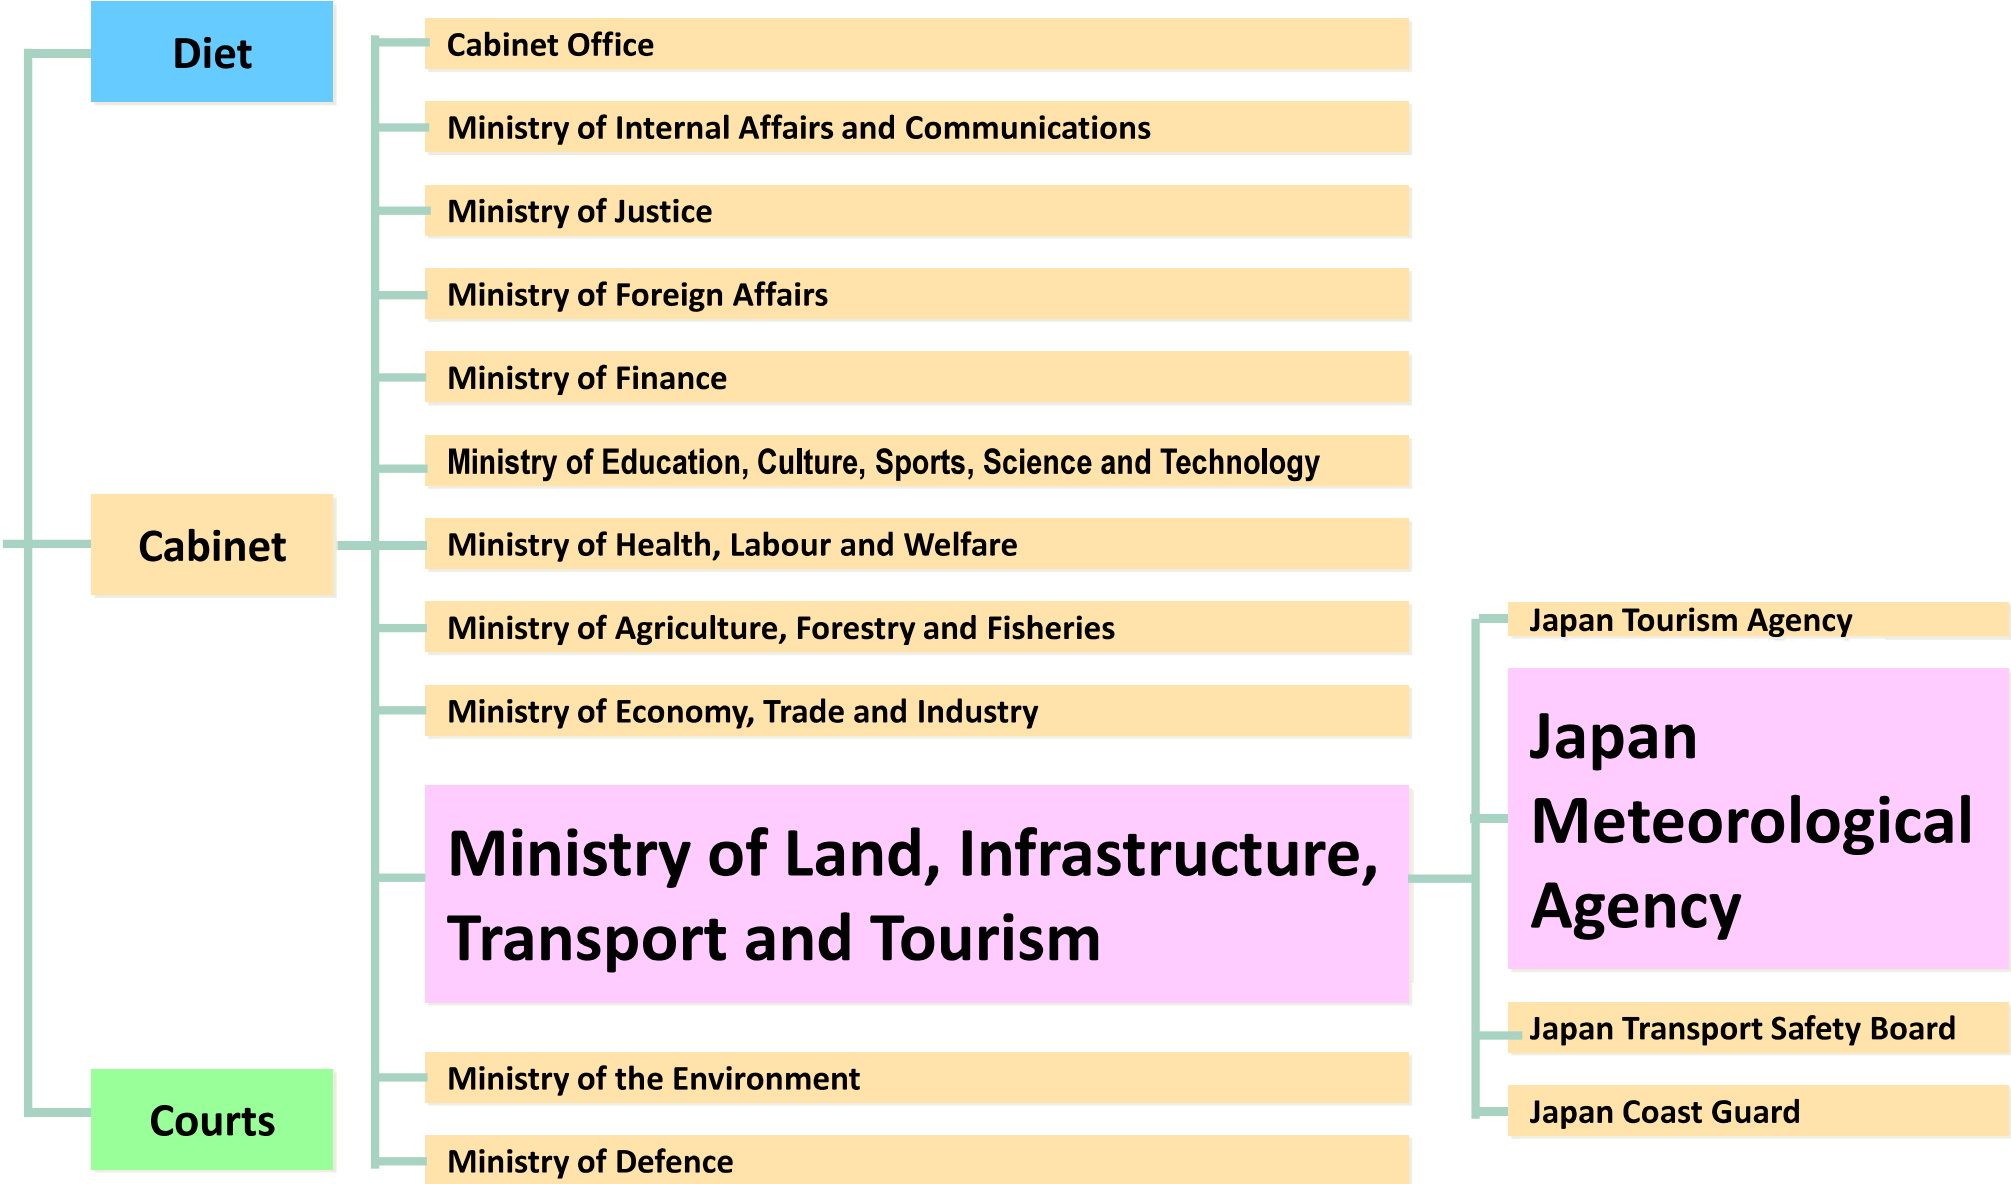 Diet
Cabinet
Courts
Cabinet Office
Ministry of Internal Affairs and Communications
Ministry of Justice
Ministry of Foreign Affairs
Ministry of Finance
Ministry of Education, Culture, Sports, Science and Technology
Ministry of Health, Labour and Welfare
Ministry of Agriculture, Forestry and Fisheries
Ministry of Economy, Trade and Industry
Ministry of Land, Infrastructure,
Transport and Tourism
Ministry of the Environment
Ministry of Defence
Japan Tourism Agency
Japan
Meteorological
Agency
Japan Transport Safety Board
Japan Coast Guard